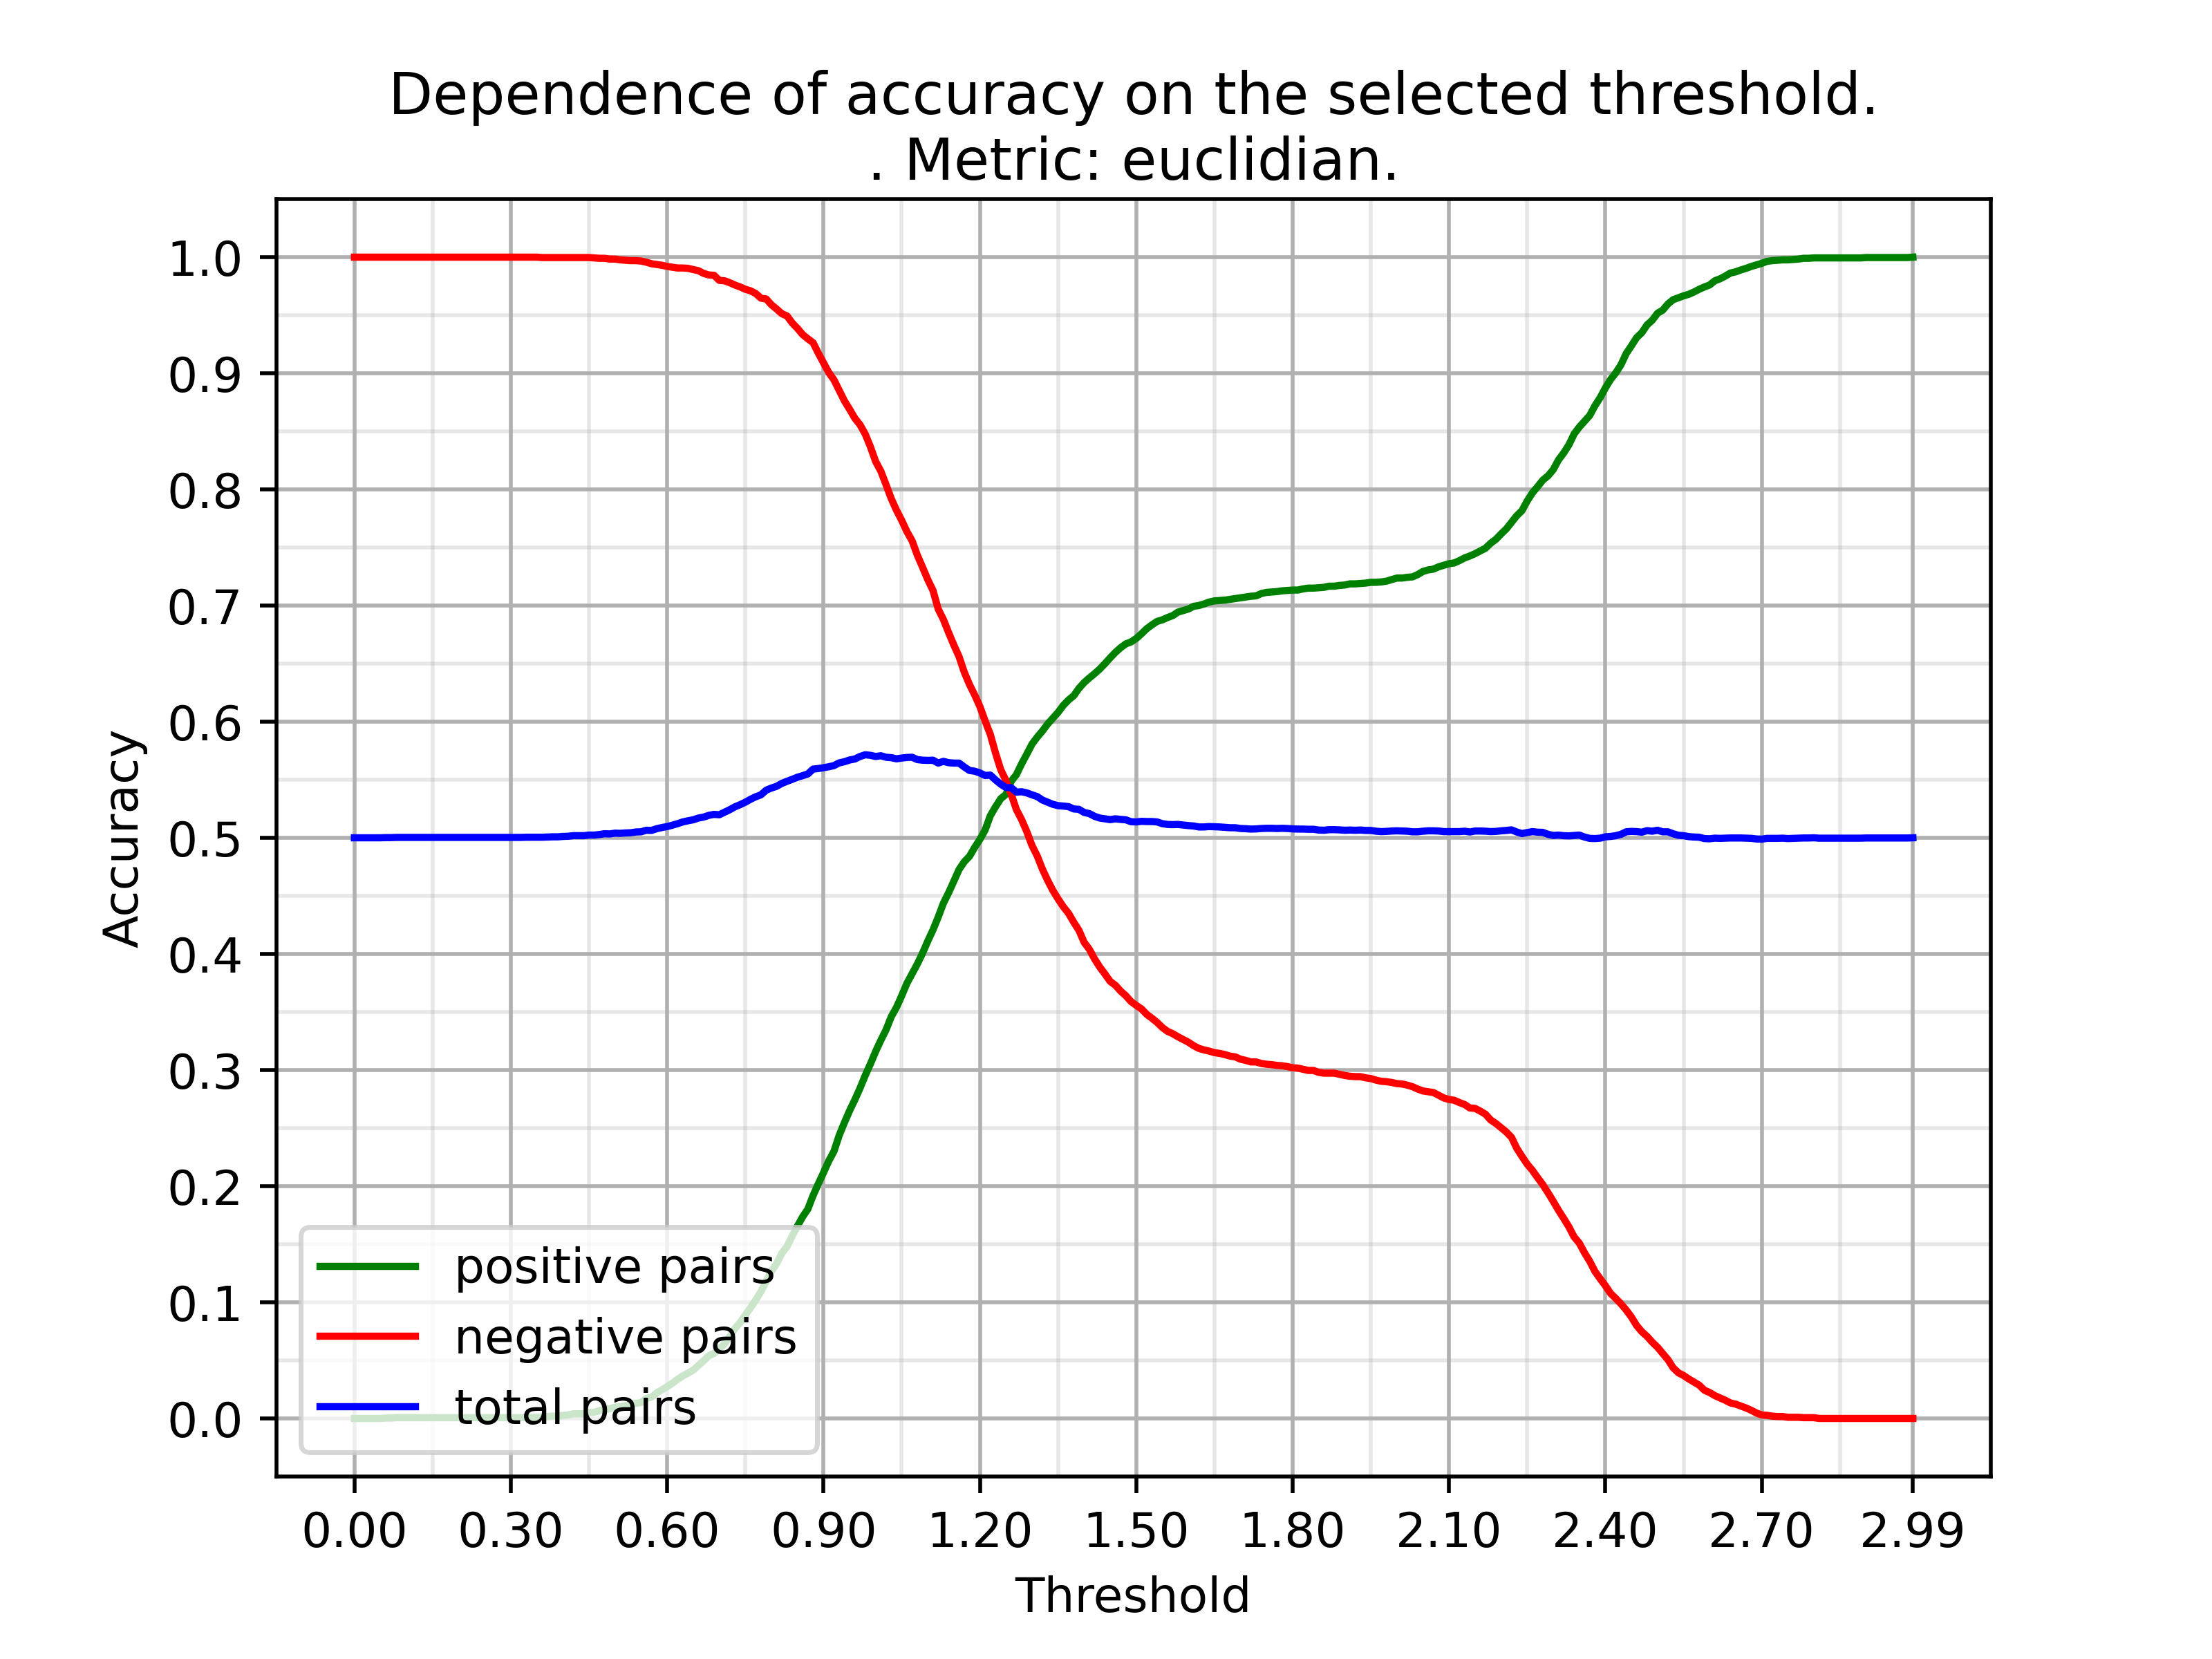 Dependence of accuracy on the selected threshold.
. Metric: euclidian.
1.0
0.9
0.8
0.7
0.6
0.5
0.4
0.3
0.2
0.1
0.0
Accuracy
positive pairs
negative pairs
total pairs
0.00 0.30 0.60 0.90 1.20 1.50 1.80 2.10 2.40 2.70 2.99
Threshold